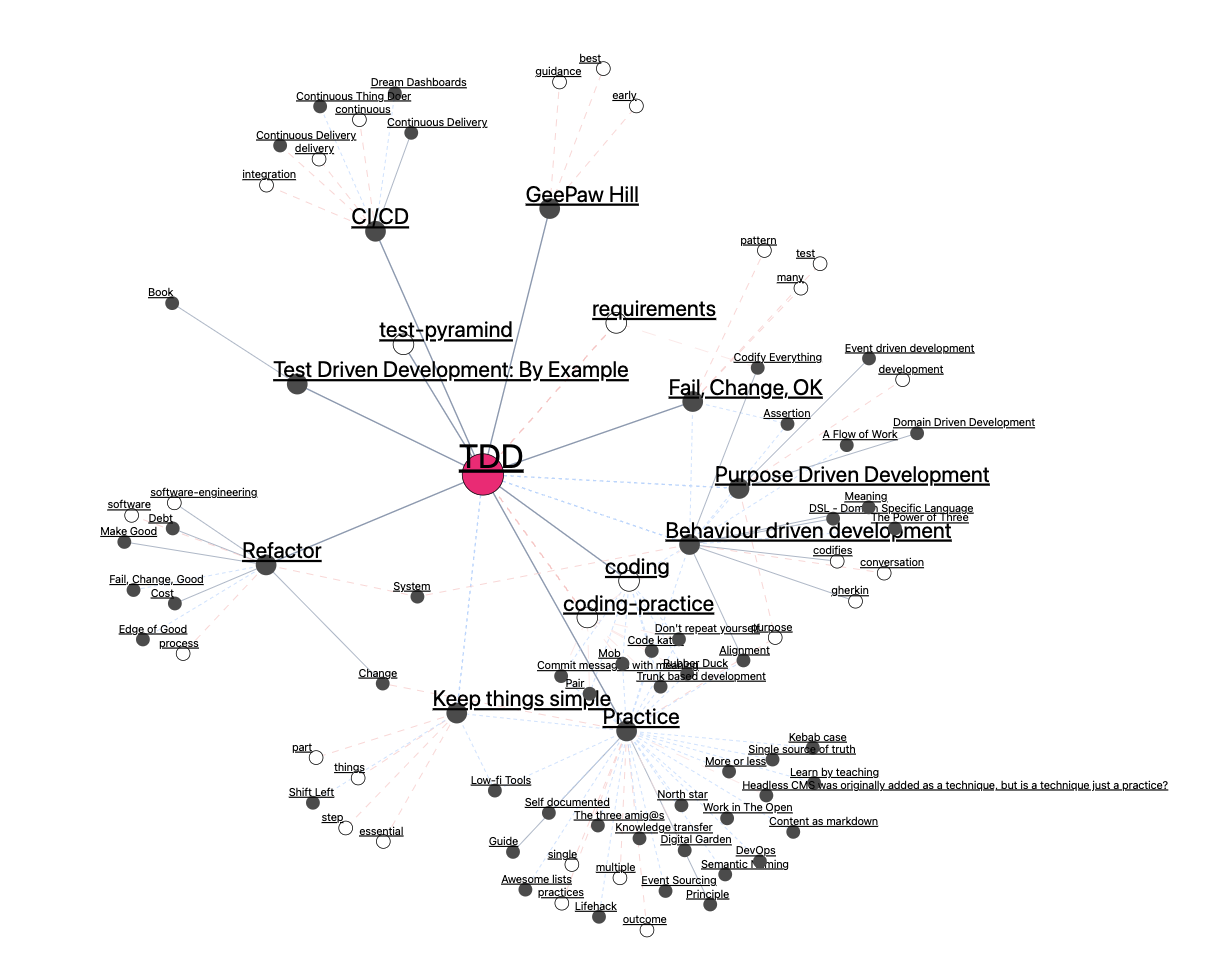 best
guidance
Dream Dashboards
Continuous Thing Doer
early
continuous
Continuous Delivery
Continuous Delivery
delivery
integration
GeePaw Hill
CI/CD
pattern
test
many
Book
requirements
test-pyramind
Event driven development
Codify Everything
Test Driven Development: By Example
development
Fail, Change, OK
Assertion
Domain Driven Development
A Flow of Work
TDD
Purpose Driven Development
software-engineering
Meaning
software
DSL - Domain Specific Language
Debt
The Power of Three
Make Good
Behaviour driven development
Refactor
codifies
conversation
coding
Fail, Change, Good
System
Cost
gherkin
coding-practice
Edge of Good
Don't repeat yourself
purpose
process
Code kata
Mob
Alignment
Commit messages with meaning
Rubber Duck
Change
Trunk based development
Pair
Keep things simple
Practice
Kebab case
part
Single source of truth
things
More or less
Learn by teaching
Low-fi Tools
Headless CMS was originally added as a technique, but is a technique just a practice?
Shift Left
North star
Self documented
Work in The Open
step
The three amig@s
Content as markdown
essential
Knowledge transfer
Guide
Digital Garden
single
DevOps
multiple
Semantic Naming
Awesome lists
Event Sourcing
practices
Principle
Lifehack
outcome